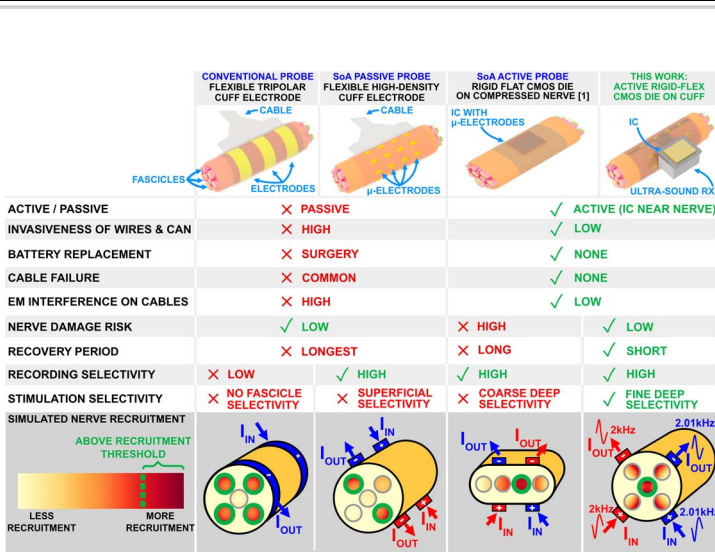 CONVENTIONAL PROBE
FLEXIBLE TRIPOLAR
CUFF ELECTRODE
SoA PASSIVE PROBE
FLEXIBLE HIGH-DENSITY
CUFF ELECTRODE
SoA ACTIVE PROBE
RIGID FLAT CMOS DIE
ON COMPRESSED NERVE [1]
THIS WORK:
ACTIVE RIGID-FLEX
CMOS DIE ON CUFF
CABLE
FASCICLES
ELECTRODES
CABLE
μ-ELECTRODES
IC WITH
μ-ELECTRODES
IC
ULTRA-SOUND RX
ACTIVE / PASSIVE
✕ PASSIVE
✓ ACTIVE (IC NEAR NERVE)
INVASIVENESS OF WIRES & CAN
✕ HIGH
✓ LOW
BATTERY REPLACEMENT
✕ SURGERY
✓ NONE
CABLE FAILURE
✕ COMMON
✓ NONE
EM INTERFERENCE ON CABLES
✕ HIGH
✓ LOW
NERVE DAMAGE RISK
✓ LOW
✕ HIGH
✓ LOW
RECOVERY PERIOD
✕ LONGEST
✕ LONG
✓ SHORT
RECORDING SELECTIVITY
✕ LOW
✓ HIGH
✓ HIGH
✓ HIGH
STIMULATION SELECTIVITY
✕ NO FASCICLE
SELECTIVITY
✕ SUPERFICIAL
SELECTIVITY
✕ COARSE DEEP
SELECTIVITY
✓ FINE DEEP
SELECTIVITY
SIMULATED NERVE RECRUITMENT
ABOVE RECRUITMENT
THRESHOLD
LESS
RECRUITMENT
MORE
RECRUITMENT
IIN
IOUT
IIN
IOUT
IIN
IOUT
IOUT
IOUT
IIN
IIN
2kHz
IOUT
2.01kHz
IOUT
2kHz
IIN
2.01kHz
IIN